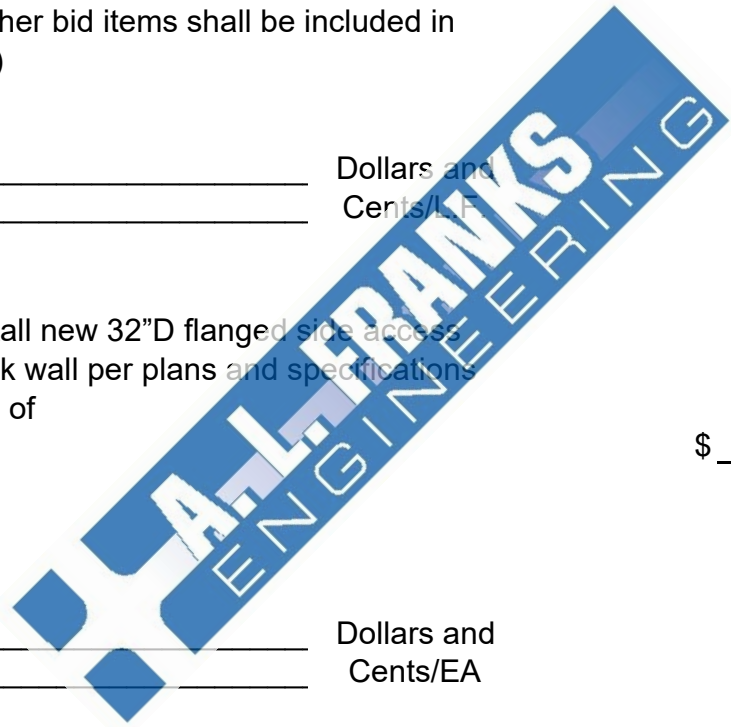 her bid items shall be included in
)
Dollars and
Cents/L.F.
all new 32”D flanged side access
k wall per plans and specifications
of
$
Dollars and
Cents/EA
A. L. FRANKS
ENGINEERING